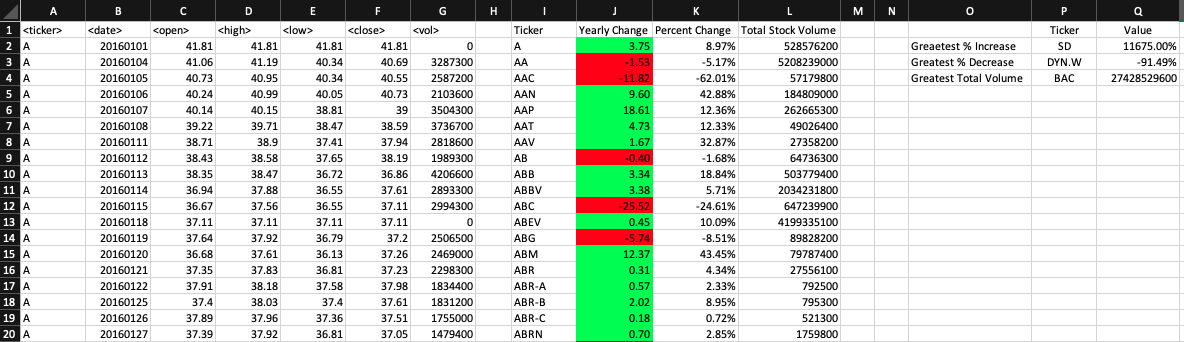 A B C D E F G H I J K L M N O P Q
1 <ticker> <date> <open> <high> <low> <close> <vol> Ticker Yearly Change Percent Change Total Stock Volume Ticker Value
2 A 20160101 41.81 41.81 41.81 41.81 0 A 3.75 8.97% 528576200 Greaetest % Increase SD 11675.00%
3 A 20160104 41.06 41.19 40.34 40.69 3287300 AA -1.53 -5.17% 5208239000 Greatest % Decrease DYN.W -91.49%
4 A 20160105 40.73 40.95 40.34 40.55 2587200 AAC -11.82 -62.01% 57179800 Greatest Total Volume BAC 27428529600
5 A 20160106 40.24 40.99 40.05 40.73 2103600 AAN 9.60 42.88% 184809000
6 A 20160107 40.14 40.15 38.81 39 3504300 AAP 18.61 12.36% 262665300
7 A 20160108 39.22 39.71 38.47 38.59 3736700 AAT 4.73 12.33% 49026400
8 A 20160111 38.71 38.9 37.41 37.94 2818600 AAV 1.67 32.87% 27358200
9 A 20160112 38.43 38.58 37.65 38.19 1989300 AB -0.40 -1.68% 64736300
10 A 20160113 38.35 38.47 36.72 36.86 4206600 ABB 3.34 18.84% 503779400
11 A 20160114 36.94 37.88 36.55 37.61 2893300 ABBV 3.38 5.71% 2034231800
12 A 20160115 36.67 37.56 36.55 37.11 2994300 ABC -25.52 -24.61% 647239900
13 A 20160118 37.11 37.11 37.11 37.11 0 ABEV 0.45 10.09% 4199335100
14 A 20160119 37.64 37.92 36.79 37.2 2506500 ABG -5.74 -8.51% 89828200
15 A 20160120 36.68 37.61 36.13 37.26 2469000 ABM 12.37 43.45% 79787400
16 A 20160121 37.35 37.83 36.81 37.23 2298300 ABR 0.31 4.34% 27556100
17 A 20160122 37.91 38.18 37.58 37.98 1834400 ABR-A 0.57 2.33% 792500
18 A 20160125 37.4 38.03 37.4 37.61 1831200 ABR-B 2.02 8.95% 795300
19 A 20160126 37.89 37.96 37.36 37.51 1755000 ABR-C 0.18 0.72% 521300
20 A 20160127 37.39 37.92 36.81 37.05 1479400 ABRN 0.70 2.85% 1759800